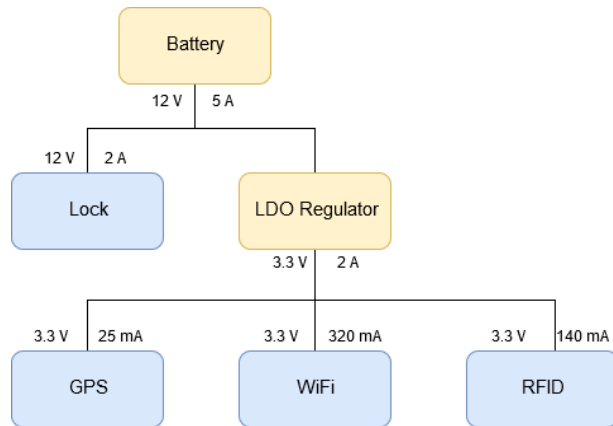 Battery
12 V 5 A
12 V 2 A
Lock
LDO Regulator
3.3 V 2 A
3.3 V 25 mA
3.3 V 320 mA
3.3 V 140 mA
GPS
WiFi
RFID